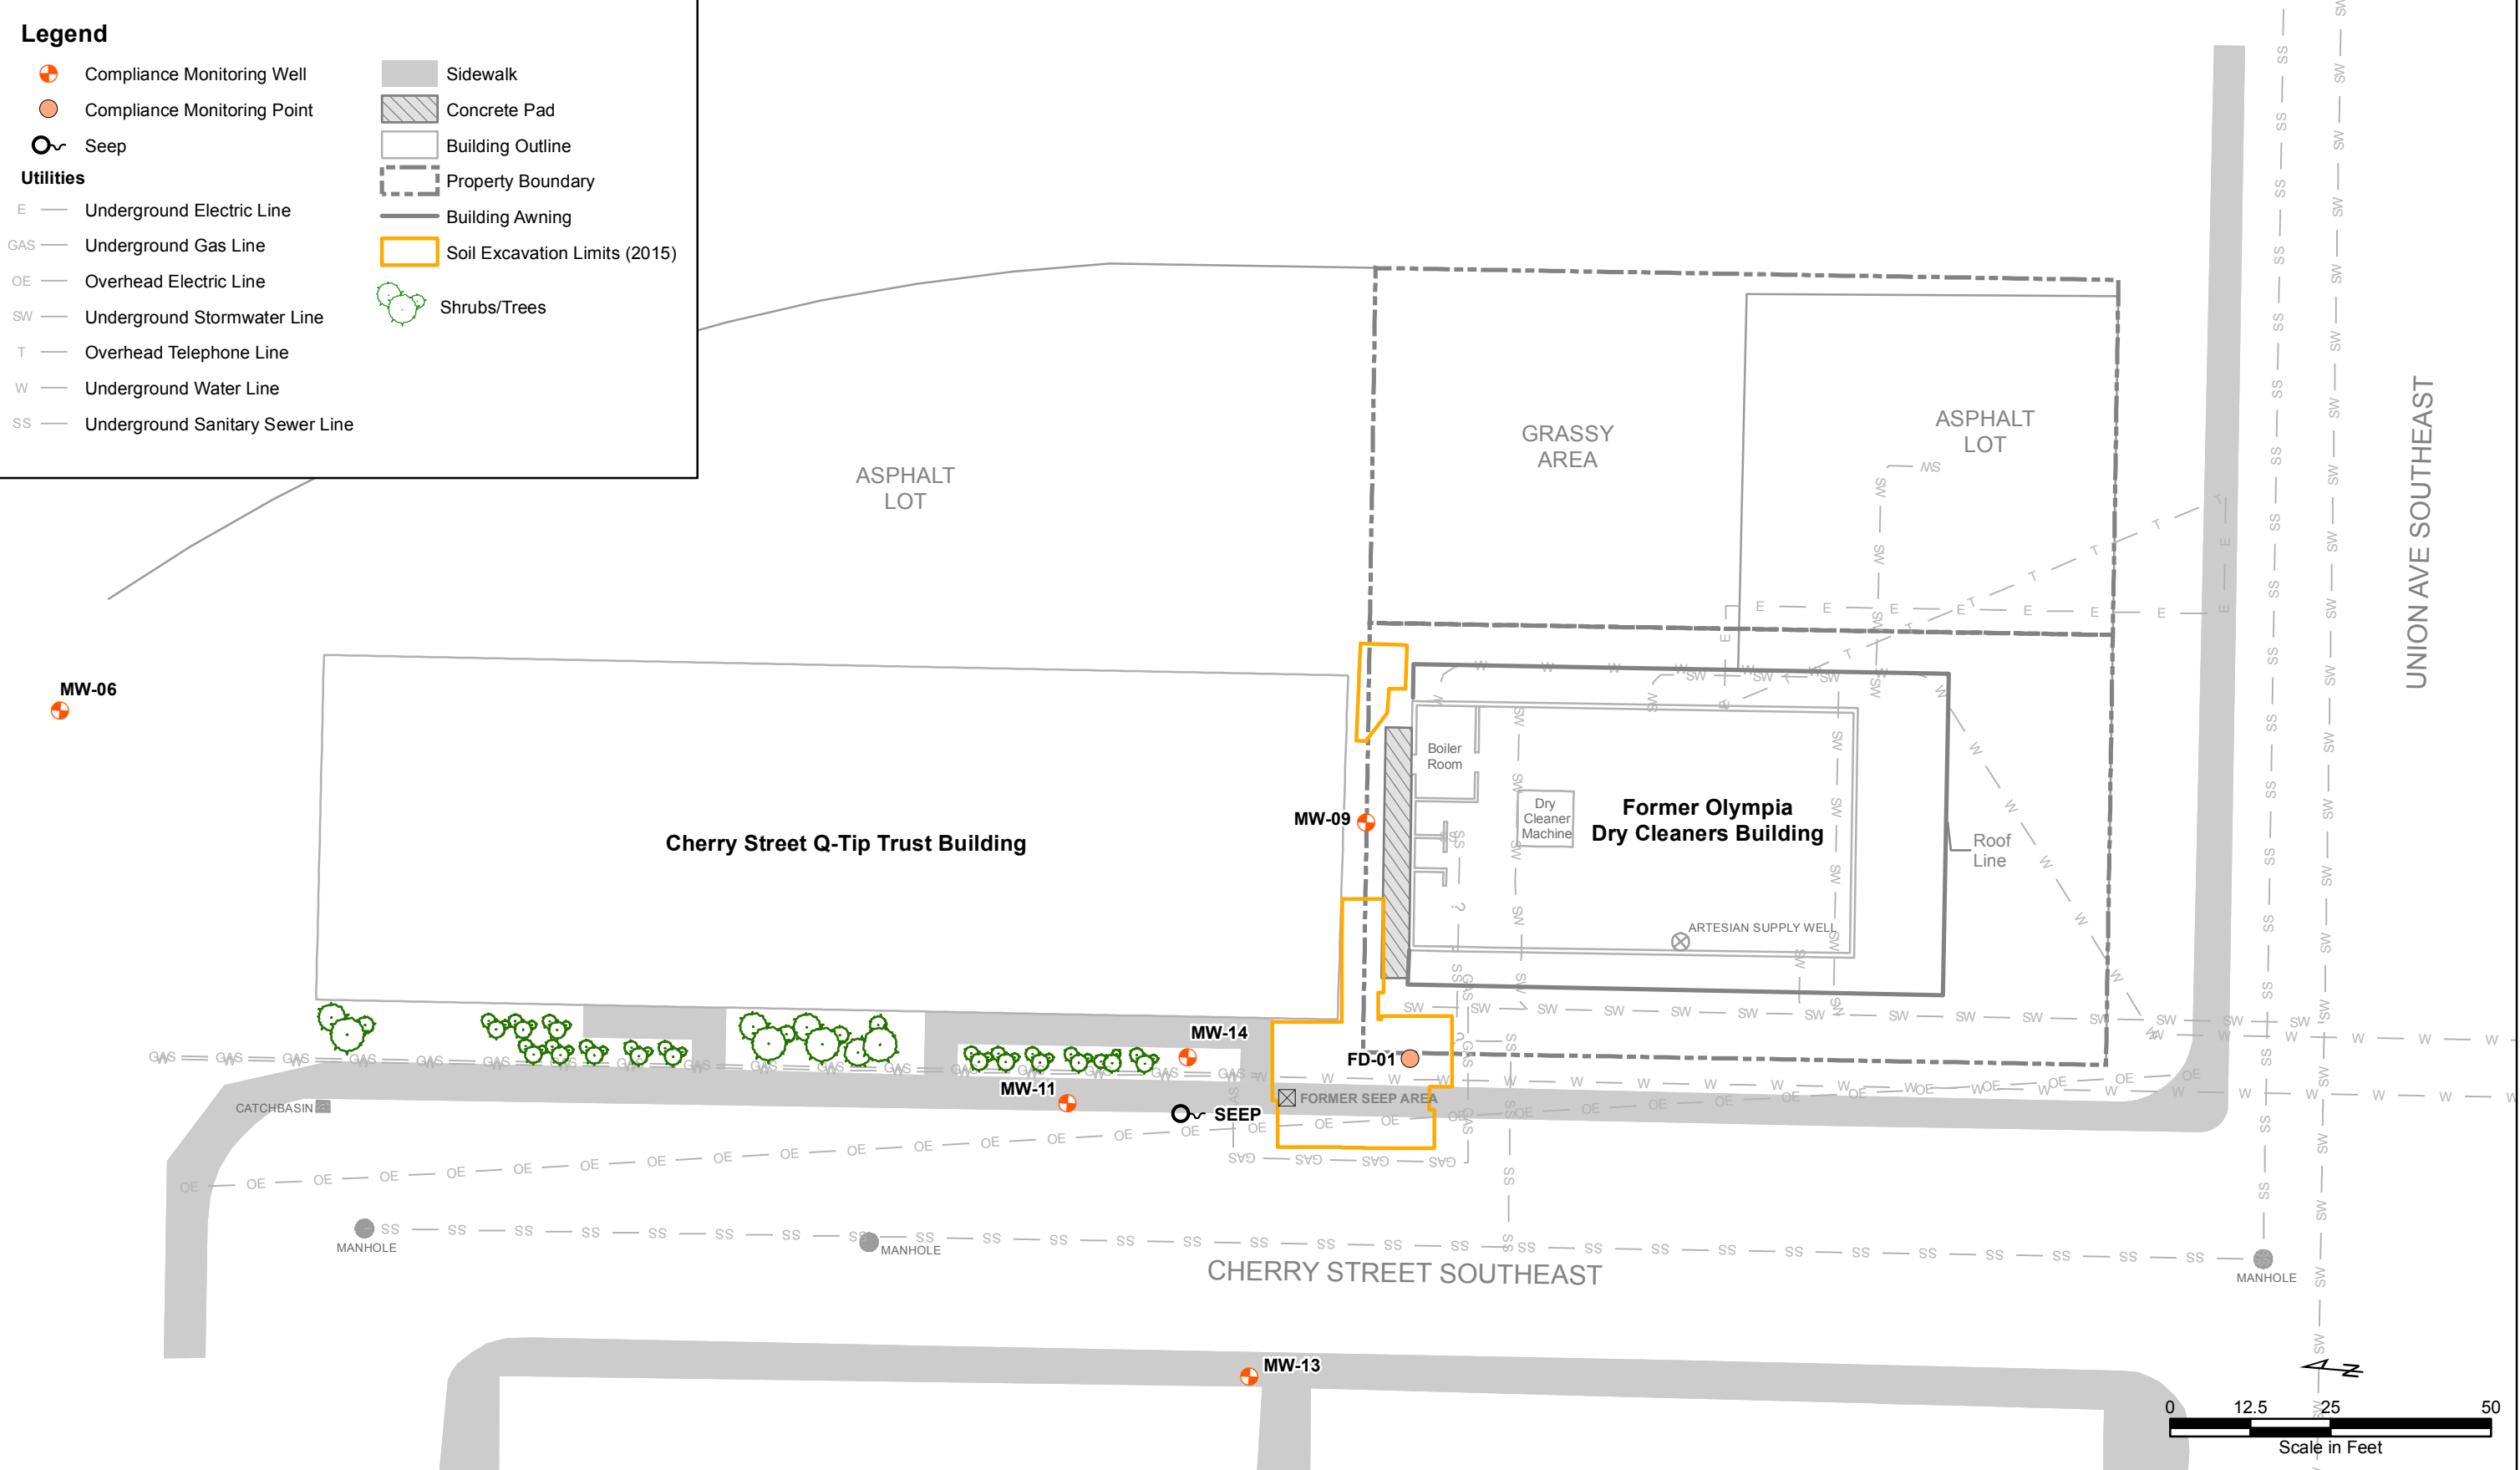 Legend
Compliance Monitoring Well
Compliance Monitoring Point
Seep
Utilities
E Underground Electric Line
GAS Underground Gas Line
OE Overhead Electric Line
SW Underground Stormwater Line
T Overhead Telephone Line
W Underground Water Line
SS Underground Sanitary Sewer Line
Sidewalk
Concrete Pad
Building Outline
Property Boundary
Building Awning
Soil Excavation Limits (2015)
Shrubs/Trees
ASPHALT
LOT
GRASSY
AREA
ASPHALT
LOT
UNION AVE SOUTHEAST
MW-06
Cherry Street Q-Tip Trust Building
MW-09
Boiler
Room
Dry
Cleaner
Machine
Former Olympia
Dry Cleaners Building
Roof
Line
ARTESIAN SUPPLY WELL
MW-14
FD-01
MW-11
SEEP
FORMER SEEP AREA
CATCHBASIN
MANHOLE
MANHOLE
MANHOLE
CHERRY STREET SOUTHEAST
MW-13
N
0 12.5 25 50
Scale in Feet